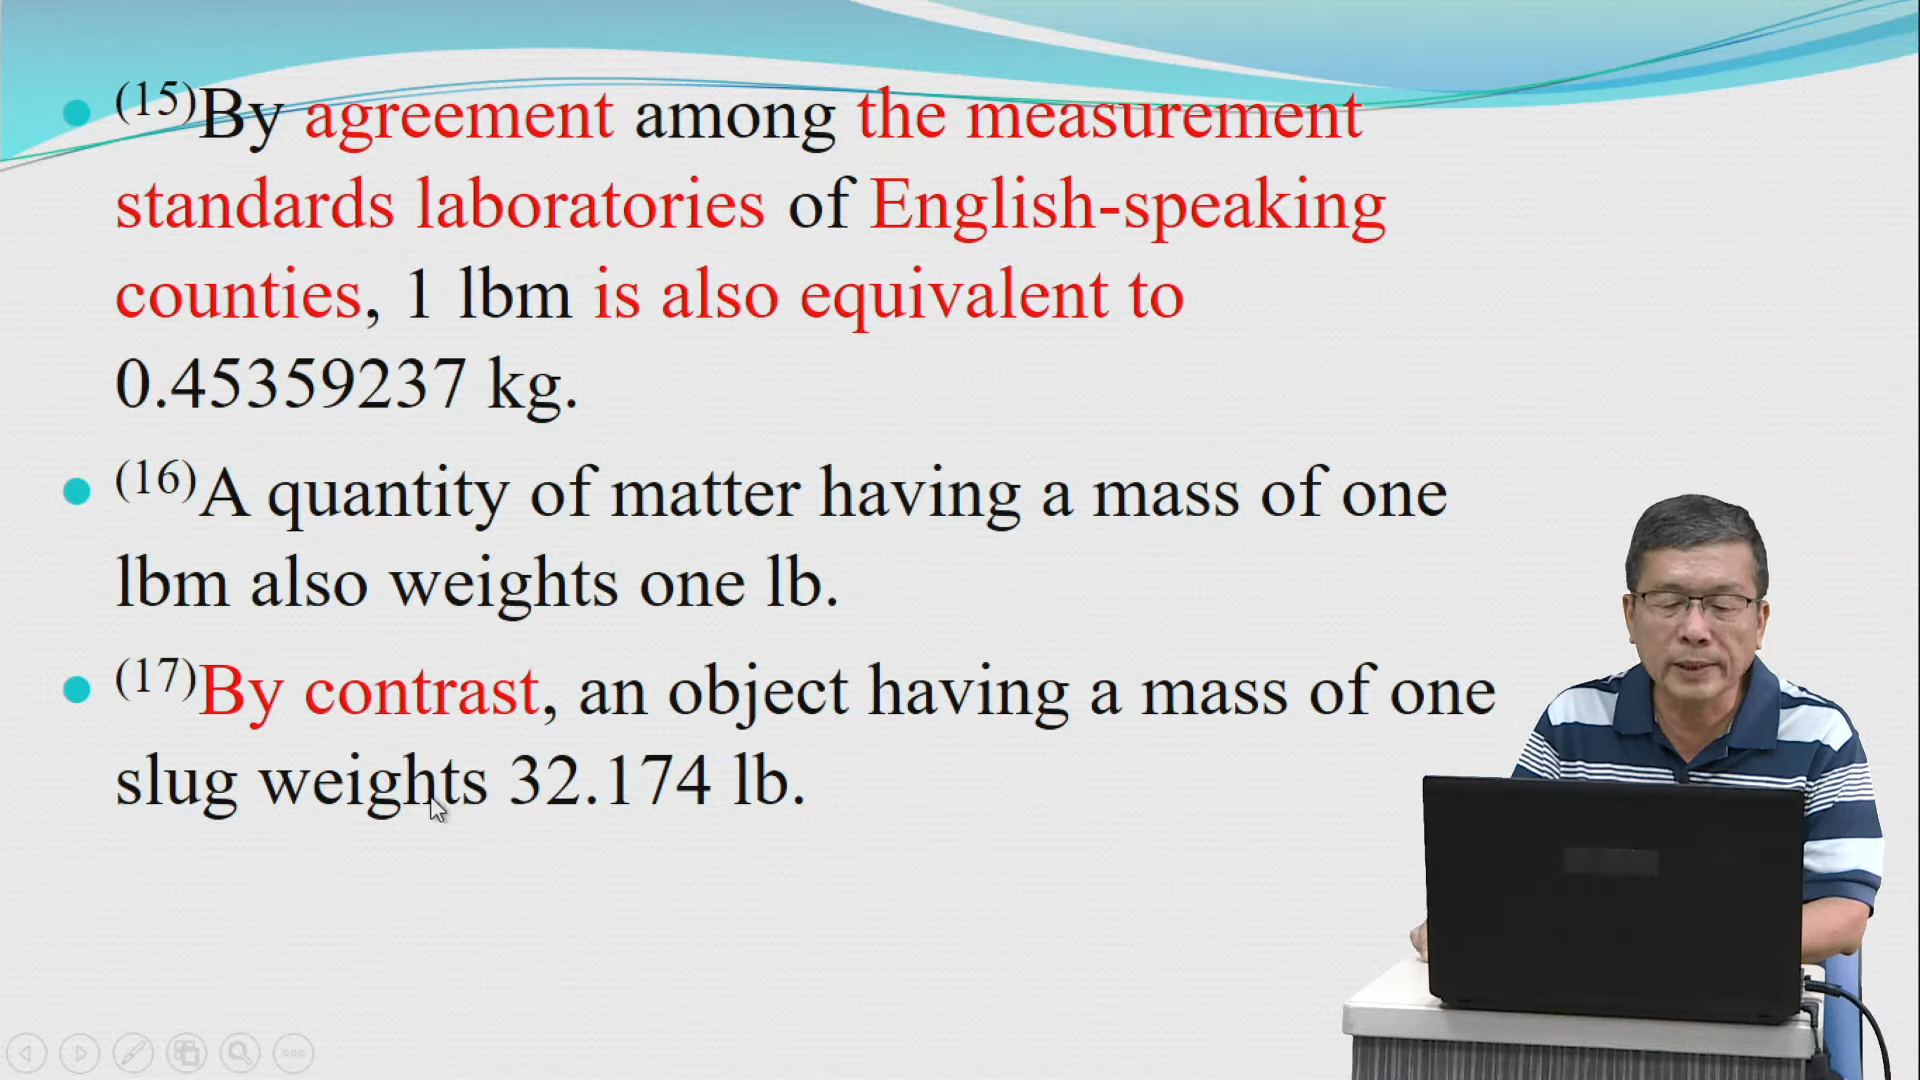 (15)By agreement among the measurement
standards laboratories of English-speaking
counties, 1 lbm is also equivalent to
0.45359237 kg.
(16)A quantity of matter having a mass of one
lbm also weights one lb.
(17)By contrast, an object having a mass of one
slug weights 32.174 lb.